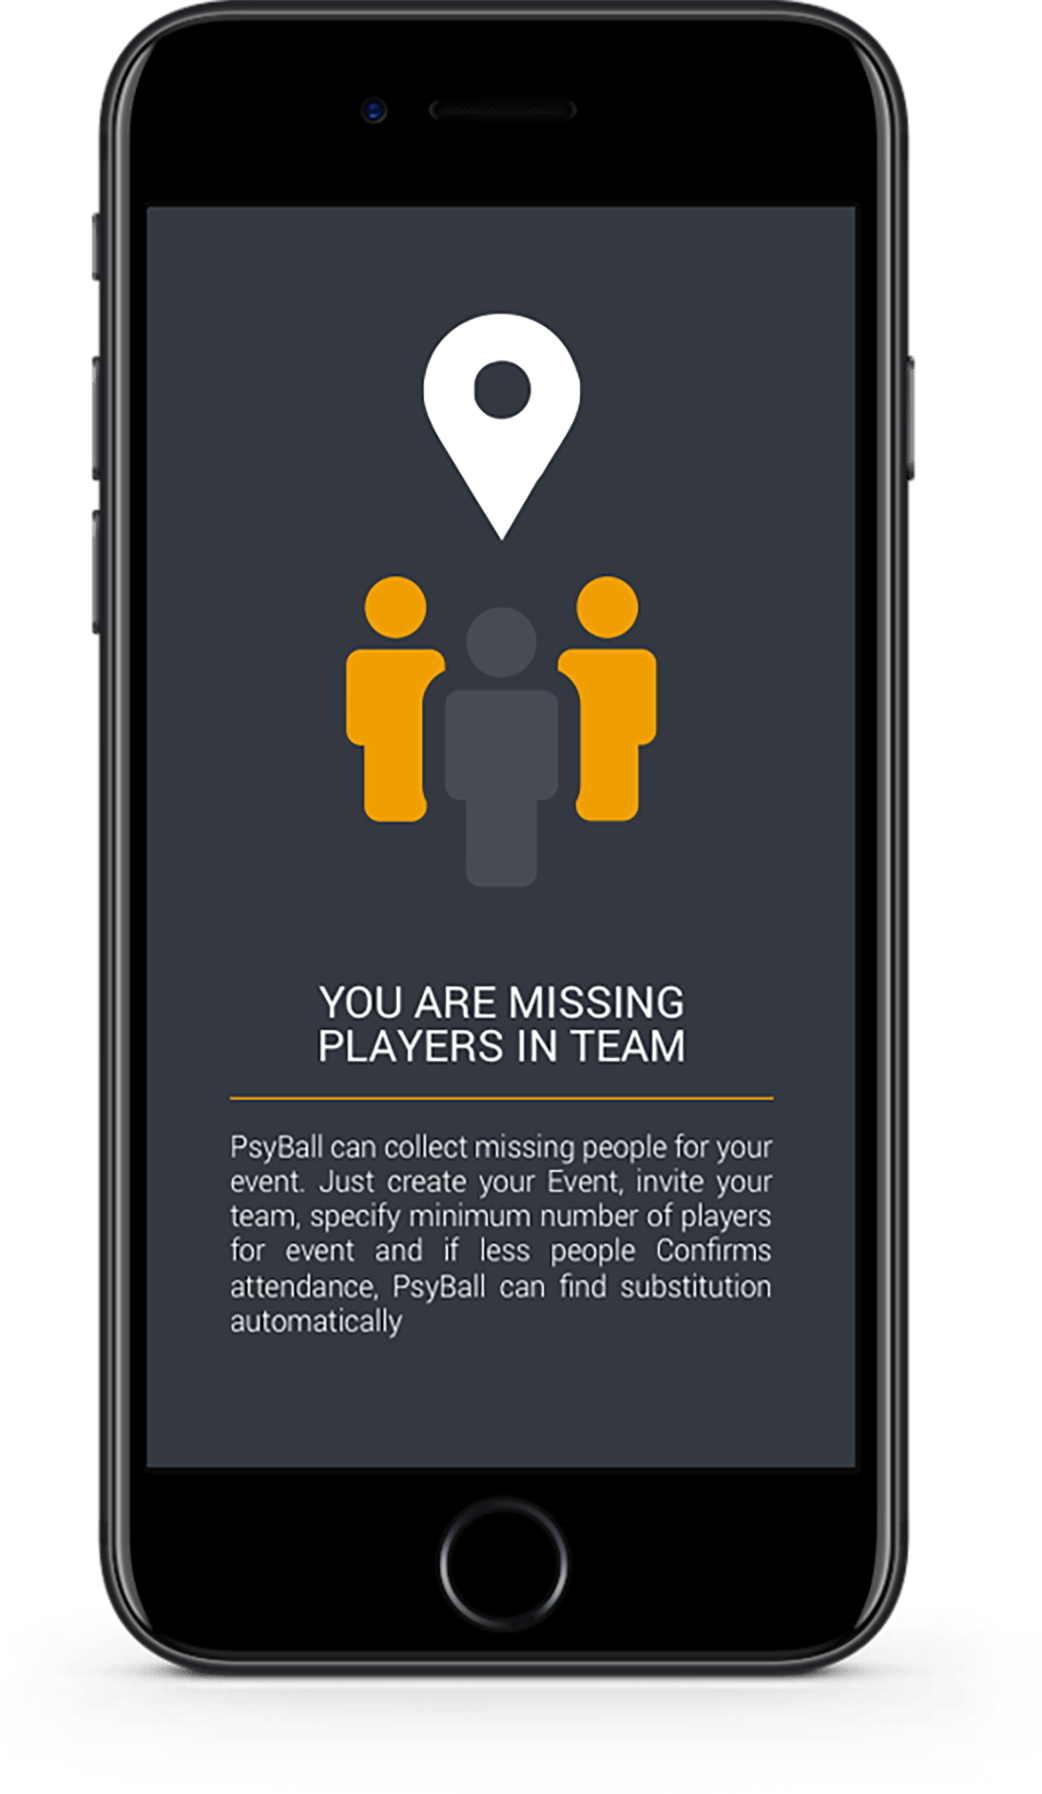 YOU ARE MISSING
PLAYERS IN TEAM
PsyBall can collect missing people for your
event. Just create your Event, invite your
team, specify minimum number of players
for event and if less people Confirms
attendance, PsyBall can find substitution
automatically